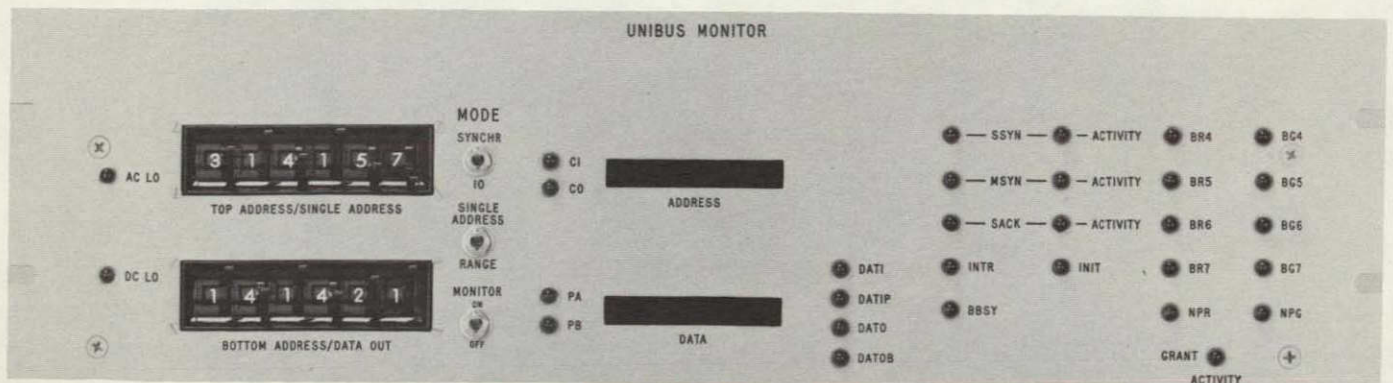 UNIBUS MONITOR
AC LO
3 1 4 1 5 7
TOP ADDRESS/SINGLE ADDRESS
DC LO
1 4 1 4 2 1
BOTTOM ADDRESS/DATA OUT
MODE
SYNCHR
IO
SINGLE
ADDRESS
RANGE
MONITOR
ON
OFF
CI
CO
ADDRESS
PA
PB
DATA
DATI
DATIP
DATO
DATOB
SSYN ACTIVITY
MSYN ACTIVITY
SACK ACTIVITY
INTR INIT
BBSY
BR4 BG4
BR5 BG5
BR6 BG6
BR7 BG7
NPR NPG
GRANT
ACTIVITY